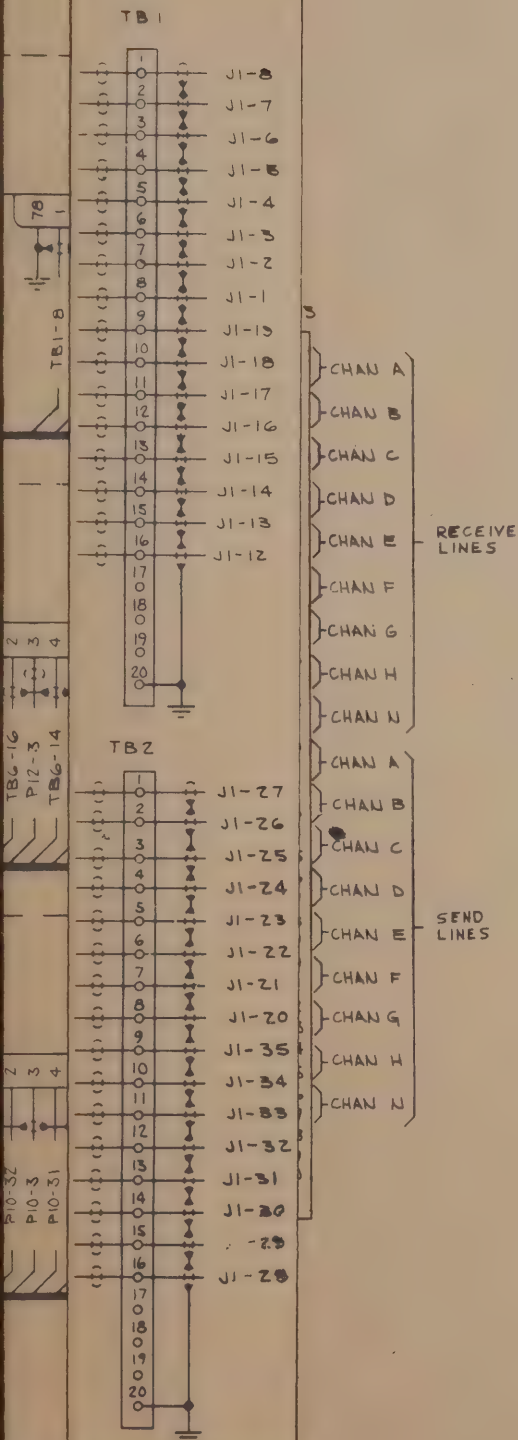 TB1
1 J1-8
2 J1-7
3 J1-6
4 J1-5
5 J1-4
6 J1-3
7 J1-2
8 J1-1
9 J1-19
10 J1-18
11 J1-17
12 J1-16
13 J1-15
14 J1-14
15 J1-13
16 J1-12
17
18
19
20
TB2
1 J1-27
2 J1-26
3 J1-25
4 J1-24
5 J1-23
6 J1-22
7 J1-21
8 J1-20
9 J1-35
10 J1-34
11 J1-33
12 J1-32
13 J1-31
14 J1-30
15 -29
16 J1-28
17
18
19
20
78 1
TB1-8
2 3 4
TB6-16
P12-3
TB6-14
2 3 4
P10-32
P10-3
P10-31
CHAN A
CHAN B
CHAN C
CHAN D
CHAN E
CHAN F
CHAN G
CHAN H
CHAN N
RECEIVE
LINES
CHAN A
CHAN B
CHAN C
CHAN D
CHAN E
CHAN F
CHAN G
CHAN H
CHAN N
SEND
LINES